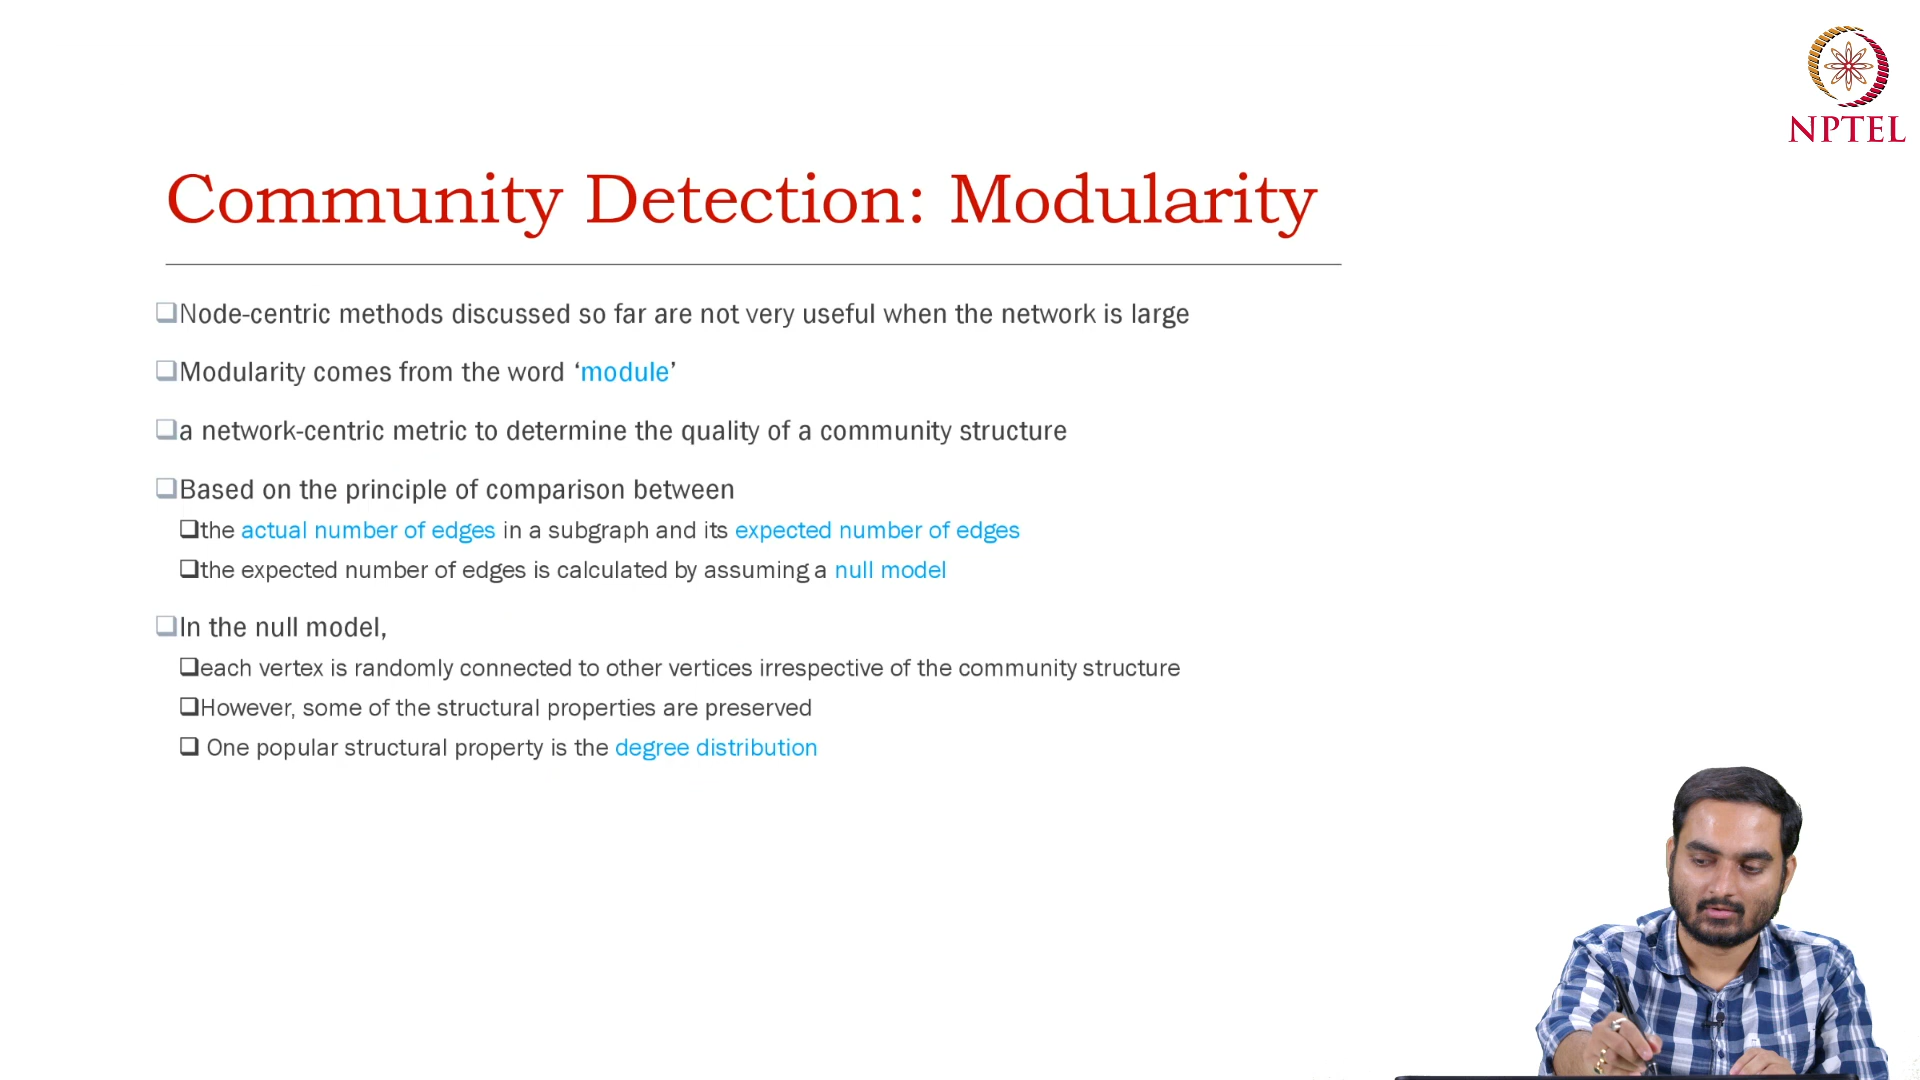 NPTEL
Community Detection: Modularity
Node-centric methods discussed so far are not very useful when the network is large
Modularity comes from the word ‘module’
a network-centric metric to determine the quality of a community structure
Based on the principle of comparison between
the actual number of edges in a subgraph and its expected number of edges
the expected number of edges is calculated by assuming a null model
In the null model,
each vertex is randomly connected to other vertices irrespective of the community structure
However, some of the structural properties are preserved
One popular structural property is the degree distribution